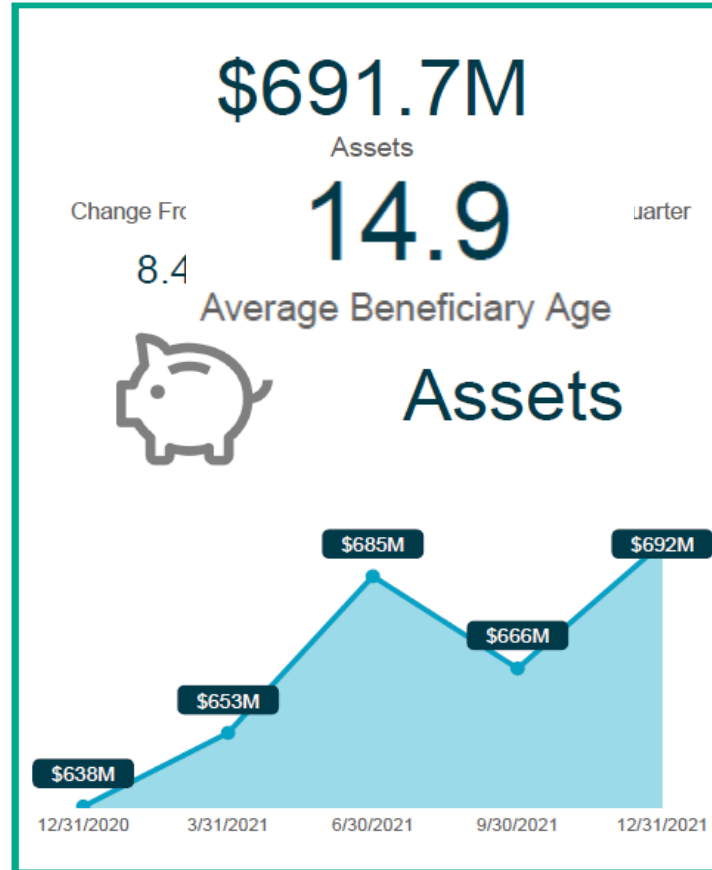 $691.7M
Assets
14.9
Change Fro uarter
8.4
Average Beneficiary Age
Assets
$685M $692M
$666M
$653M
$638M
12/31/2020 3/31/2021 6/30/2021 9/30/2021 12/31/2021